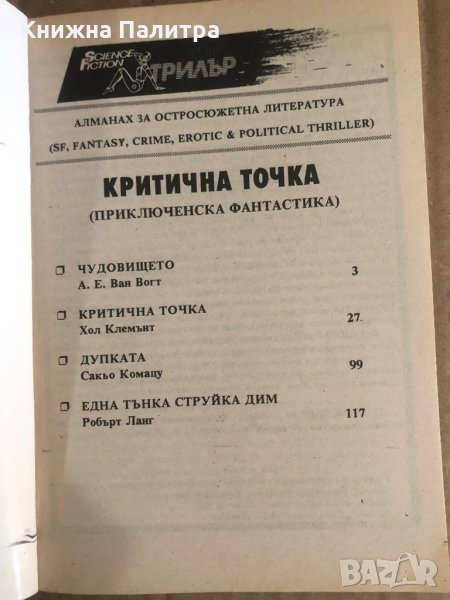 Книжна Палитра
SCIENCE
FICTION
ТРИЛЪР
АЛМАНАХ ЗА ОСТРОСЮЖЕТНА ЛИТЕРАТУРА
(SF, FANTASY, CRIME, EROTIC & POLITICAL THRILLER)
КРИТИЧНА ТОЧКА
(ПРИКЛЮЧЕНСКА ФАНТАСТИКА)
ЧУДОВИЩЕТО 3
А. Е. Ван Вогт
КРИТИЧНА ТОЧКА 27
Хол Клемънт
ДУПКАТА 99
Сакьо Комацу
ЕДНА ТЪНКА СТРУЙКА ДИМ 117
Робърт Ланг
BAZAR